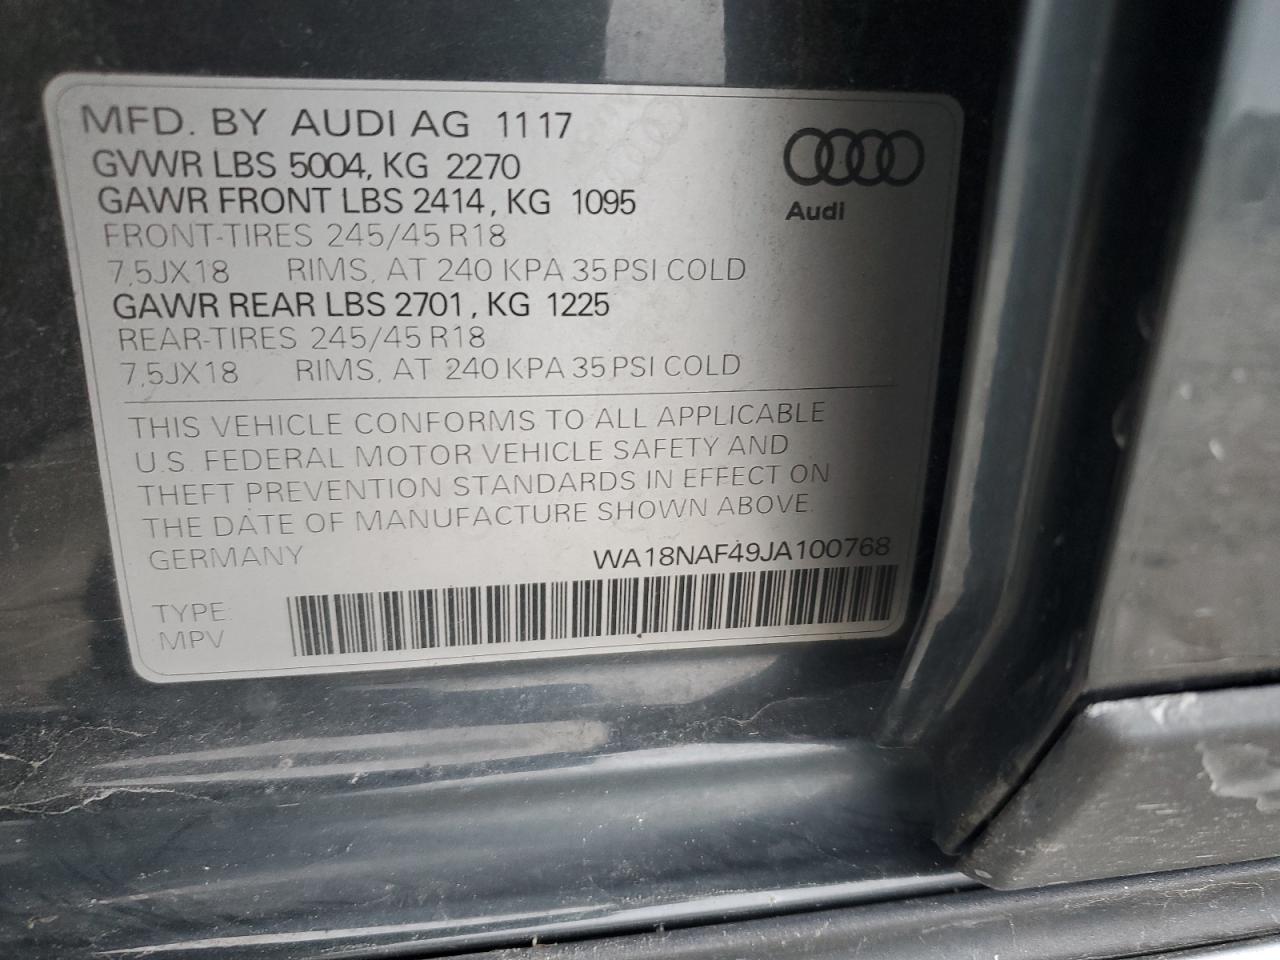 MFD. BY AUDI AG 11 17
GVWR LBS 5004, KG 2270
GAWR FRONT LBS 2414, KG 1095
FRONT-TIRES 245/45 R18
7,5JX18 RIMS, AT 240 KPA 35 PSI COLD
GAWR REAR LBS 2701, KG 1225
REAR-TIRES 245/45 R18
7,5JX18 RIMS, AT 240 KPA 35 PSI COLD
Audi
THIS VEHICLE CONFORMS TO ALL APPLICABLE
U.S. FEDERAL MOTOR VEHICLE SAFETY AND
THEFT PREVENTION STANDARDS IN EFFECT ON
THE DATE OF MANUFACTURE SHOWN ABOVE.
GERMANY WA18NAF49JA100768
TYPE:
MPV